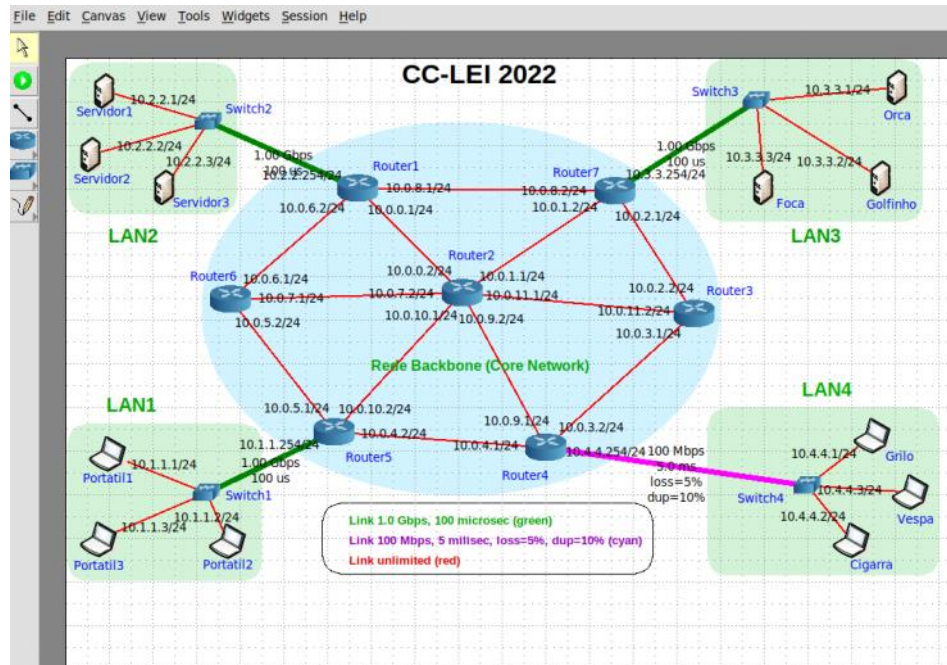 File Edit Canvas View Tools Widgets Session Help
CC-LEI 2022
10.2.2.1/24
Servidor1
Switch2
10.2.2.2/24
Servidor2
10.2.2.3/24
Servidor3
LAN2
1.00 Gbps
100 us
10.2.2.254/24
Router1
10.0.8.1/24
10.0.6.2/24
10.0.0.1/24
Switch3
10.3.3.1/24
Orca
10.3.3.3/24
10.3.3.2/24
Foca
Golfinho
LAN3
1.00 Gbps
100 us
10.3.3.254/24
Router7
10.0.8.2/24
10.0.1.2/24
10.0.2.1/24
Router6
10.0.6.1/24
10.0.7.1/24
10.0.5.2/24
Router2
10.0.0.2/24
10.0.1.1/24
10.0.7.2/24
10.0.11.1/24
10.0.10.1/24
10.0.9.2/24
Router3
10.0.2.2/24
10.0.11.2/24
10.0.3.1/24
Rede Backbone (Core Network)
LAN1
10.1.1.1/24
Portatil1
Switch1
10.1.1.3/24
10.1.1.2/24
Portatil3
Portatil2
10.1.1.254/24
1.00 Gbps
100 us
10.0.5.1/24
10.0.10.2/24
10.0.4.2/24
Router5
10.0.9.1/24
10.0.3.2/24
10.0.4.1/24
10.4.4.254/24
Router4
100 Mbps
5.0 ms
loss=5%
dup=10%
LAN4
10.4.4.1/24
Grilo
Switch4
10.4.4.3/24
Vespa
10.4.4.2/24
Cigarra
Link 1.0 Gbps, 100 microsec (green)
Link 100 Mbps, 5 milisec, loss=5%, dup=10% (cyan)
Link unlimited (red)